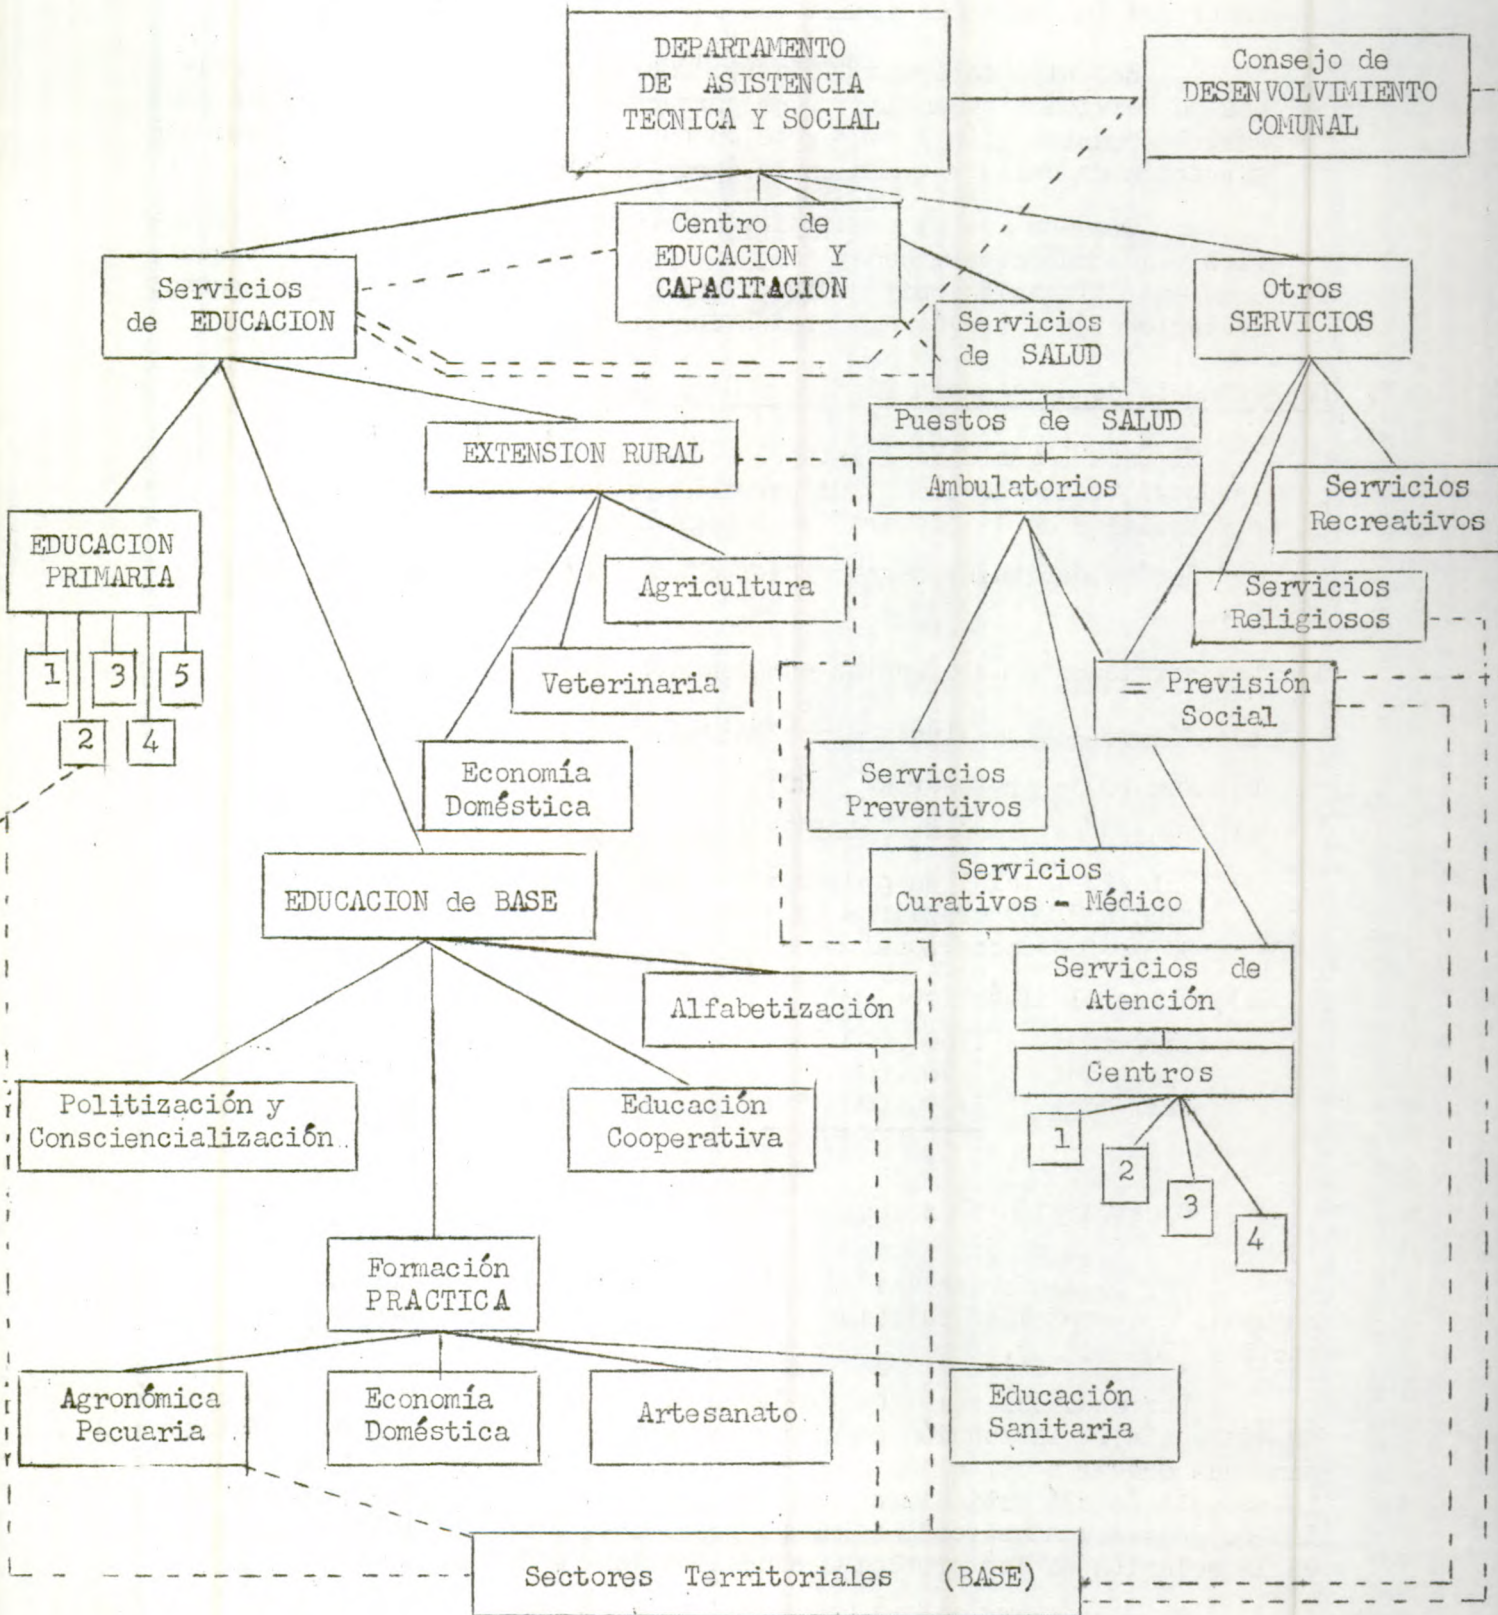 DEPARTAMENTO
DE ASISTENCIA
TECNICA Y SOCIAL
Consejo de
DESENVOLVIMIENTO
COMUNAL
Centro de
EDUCACION Y
CAPACITACION
Servicios
de EDUCACION
Servicios
de SALUD
Otros
SERVICIOS
Puestos de SALUD
EXTENSION RURAL
Ambulatorios
Servicios
Recreativos
EDUCACION
PRIMARIA
Agricultura
Servicios
Religiosos
1
3
5
2
4
Veterinaria
= Previsión
Social
Economía
Doméstica
Servicios
Preventivos
EDUCACION de BASE
Servicios
Curativos - Médico
Alfabetización
Servicios de
Atención
Centros
Politización y
Consciencialización
Educación
Cooperativa
1
2
3
4
Formación
PRACTICA
Agronómica
Pecuaria
Economía
Doméstica
Artesanato
Educación
Sanitaria
Sectores Territoriales (BASE)